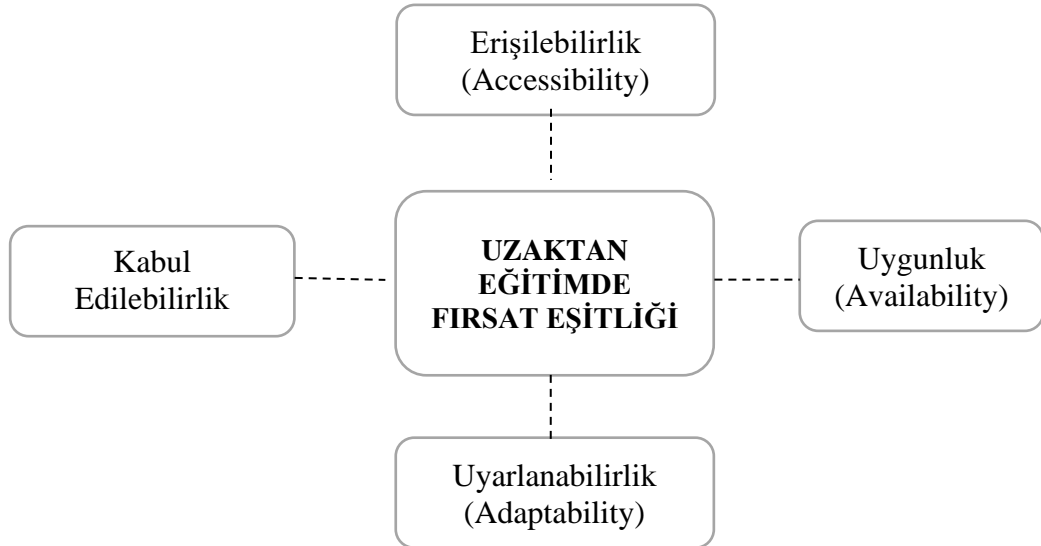 Erişilebilirlik
(Accessibility)
Kabul
Edilebilirlik
UZAKTAN
EĞİTİMDE
FIRSAT EŞİTLİĞİ
Uygunluk
(Availability)
Uyarlanabilirlik
(Adaptability)